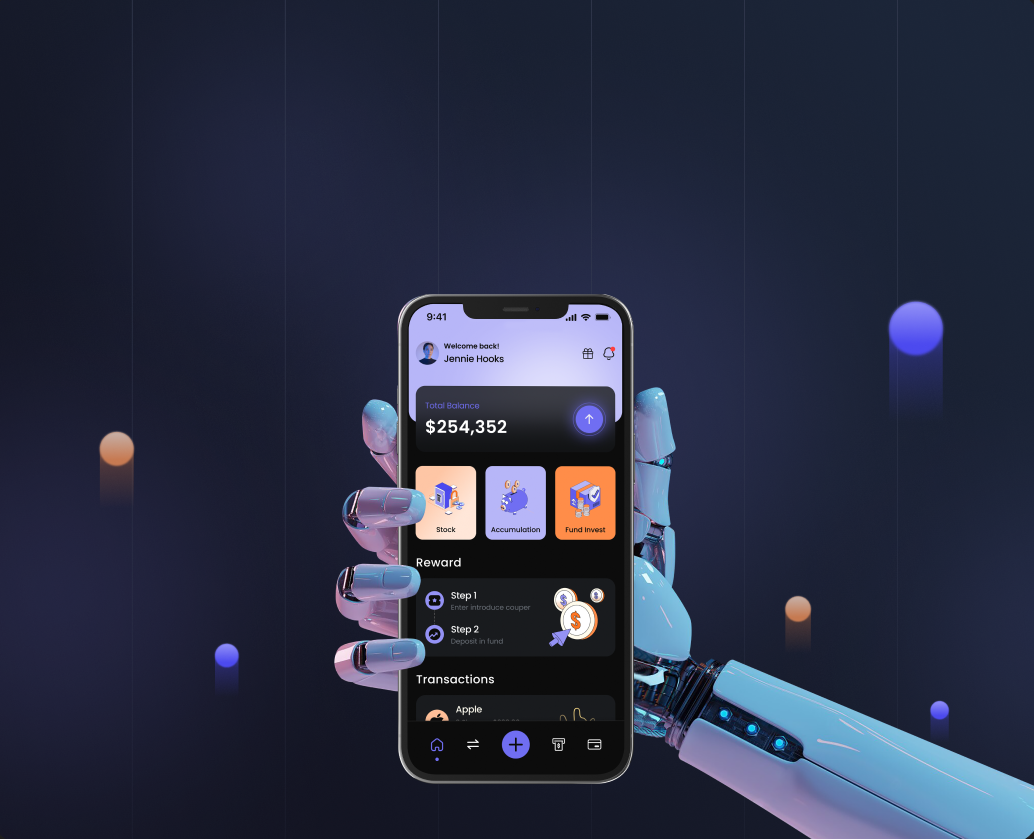 9:41
Welcome back!
Jennie Hooks
Total Balance
$254,352
Stock
Accumulation
Fund Invest
Reward
Step 1
Enter introduce couper
Step 2
Deposit in fund
Transactions
Apple